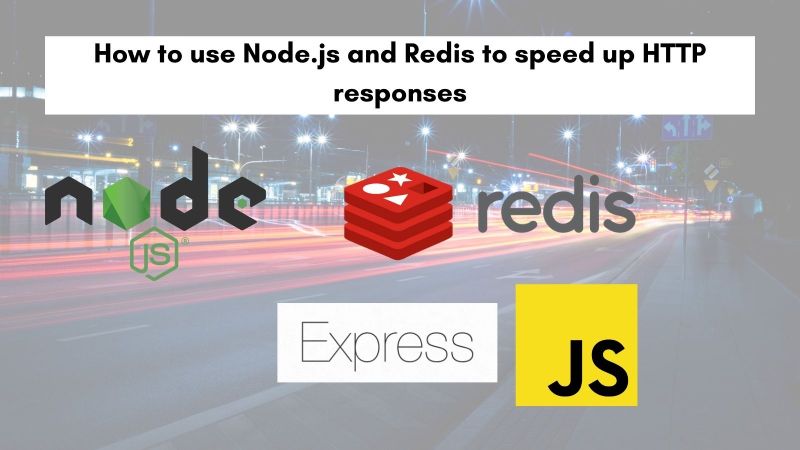 How to use Node.js and Redis to speed up HTTP
responses
node
JS
®
redis
Express
JS